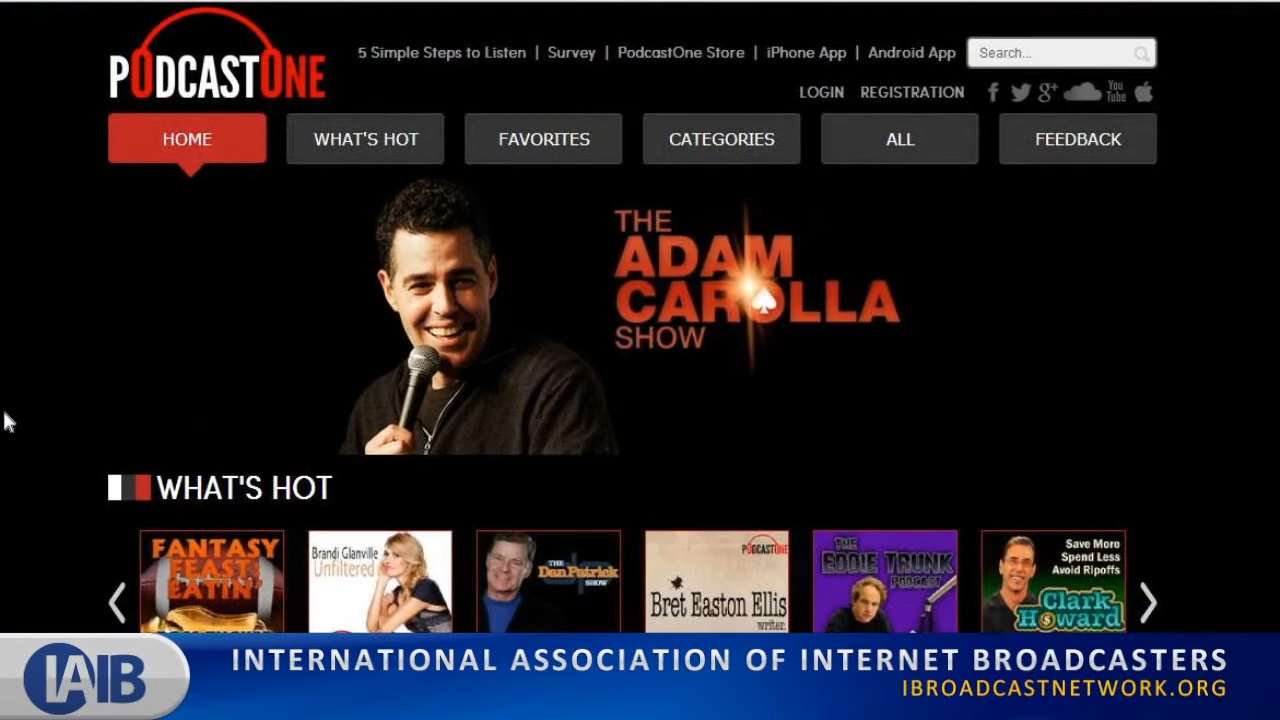 PODCASTONE
5 Simple Steps to Listen | Survey | PodcastOne Store | iPhone App | Android App
Search...
LOGIN REGISTRATION f g+ You Tube
HOME WHAT'S HOT FAVORITES CATEGORIES ALL FEEDBACK
THE
ADAM
CAROLLA
SHOW
WHAT'S HOT
FANTASY
FEAST
EATIN'
Brandi Glanville
Unfiltered
THE
Dan Patrick
SHOW
PODCASTONE
Bret Easton Ellis
writer.
THE
EDDIE TRUNK
PODCAST
Save More
Spend Less
Avoid Ripoffs
Clark
Howard
IAIB
INTERNATIONAL ASSOCIATION OF INTERNET BROADCASTERS
IBROADCASTNETWORK.ORG